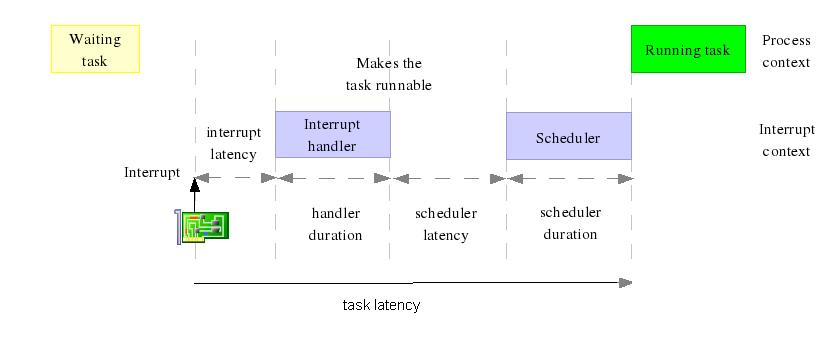 Waiting
task
Makes the
task runnable
Running task
Process
context
interrupt
latency
Interrupt
handler
Scheduler
Interrupt
context
Interrupt
handler
duration
scheduler
latency
scheduler
duration
task latency